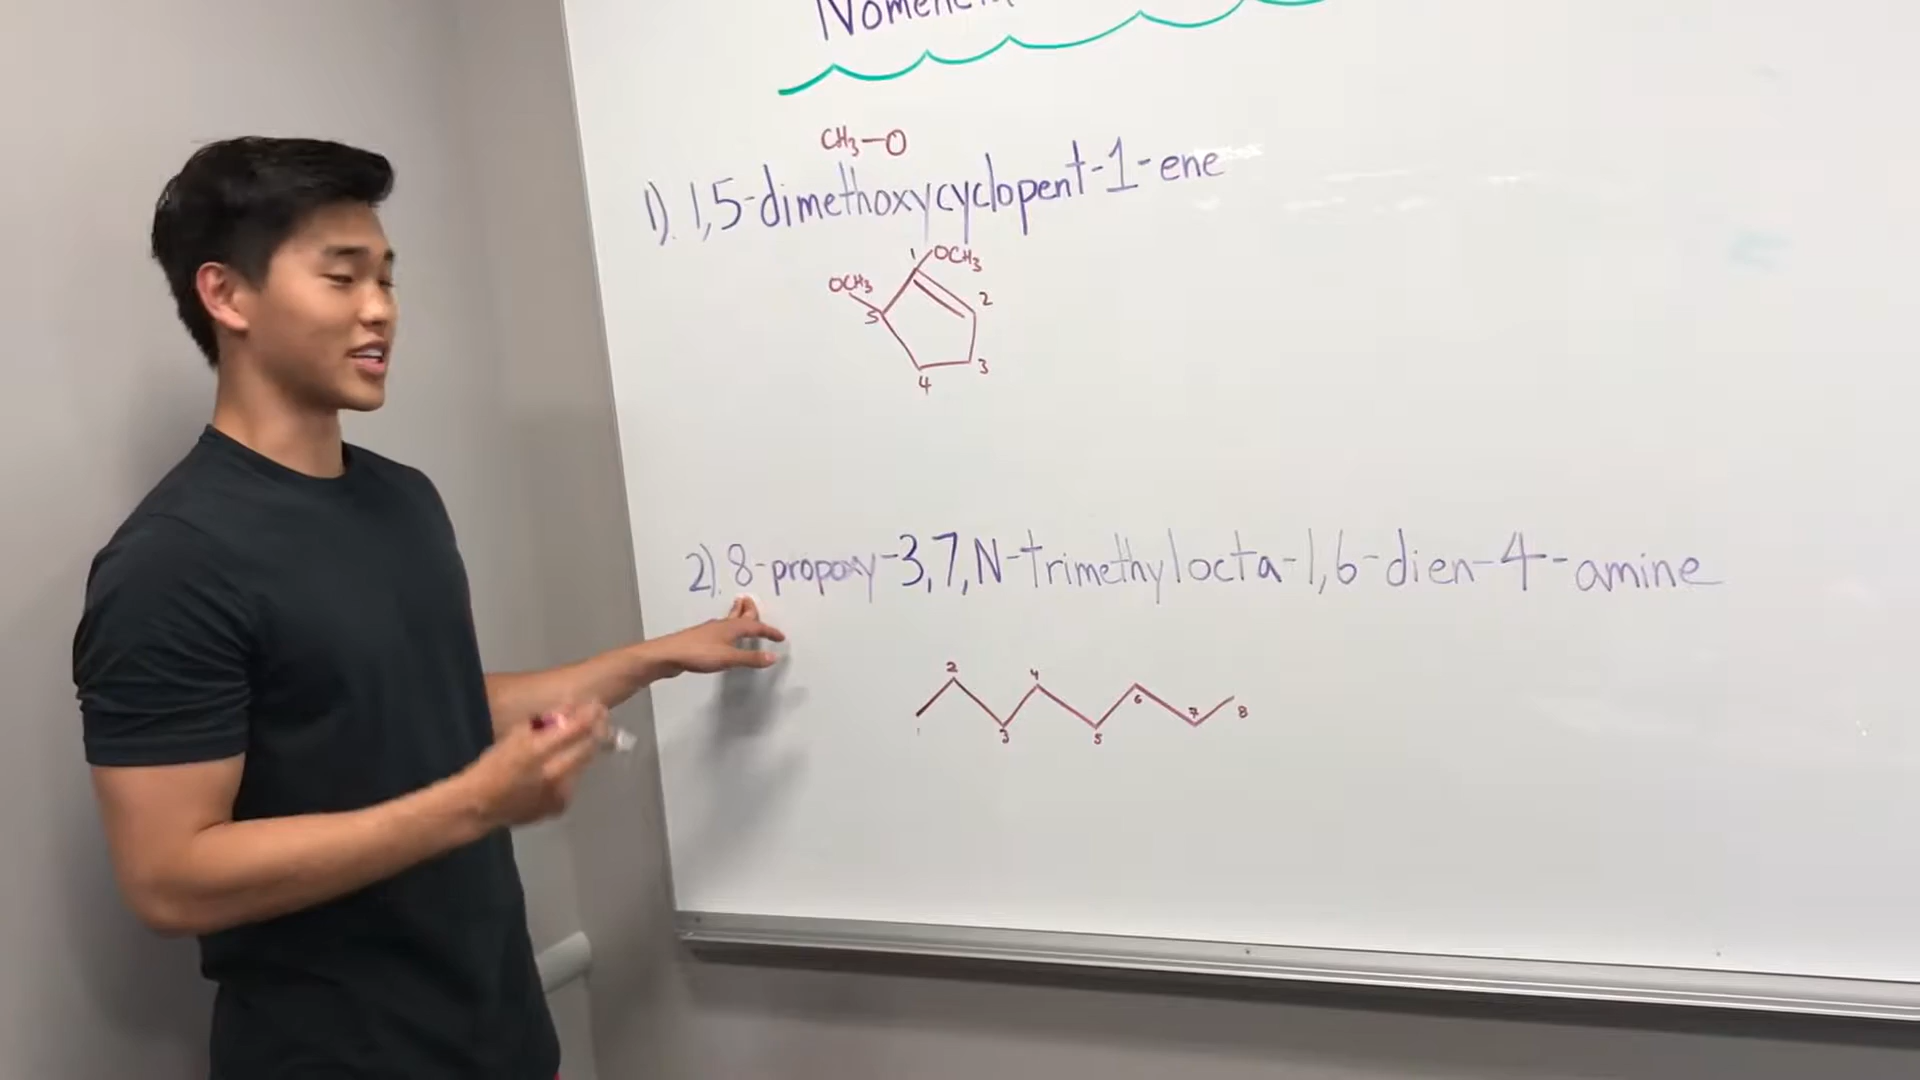 CH3-O
1). 1,5-dimethoxycyclopent-1-ene
1 OCH3
OCH3
2
5
3
4
2). 8-propoxy-3,7,N-trimethylocta-1,6-dien-4-amine
2 4
6 7 8
1 3 5